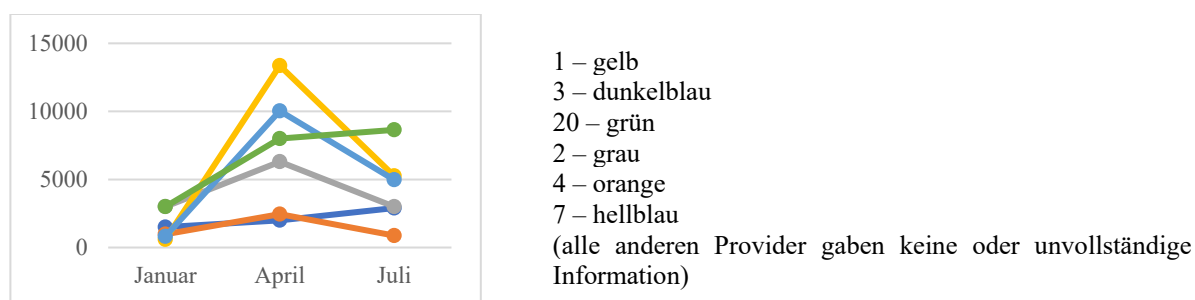 15000
10000
5000
0
Januar April Juli
1 – gelb
3 – dunkelblau
20 – grün
2 – grau
4 – orange
7 – hellblau
(alle anderen Provider gaben keine oder unvollständige
Information)